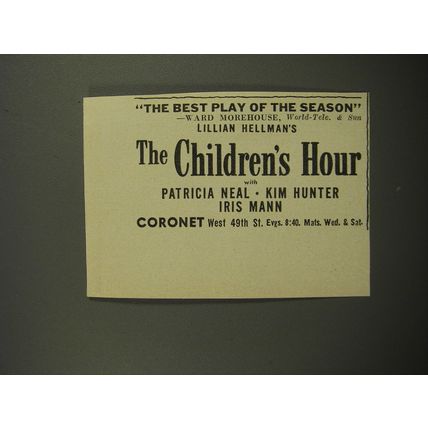 "THE BEST PLAY OF THE SEASON"
—WARD MOREHOUSE, World-Tele. & Sun
LILLIAN HELLMAN'S
The Children's Hour
with
PATRICIA NEAL • KIM HUNTER
IRIS MANN
CORONET West 49th St. Evgs. 8:40. Mats. Wed. & Sat.